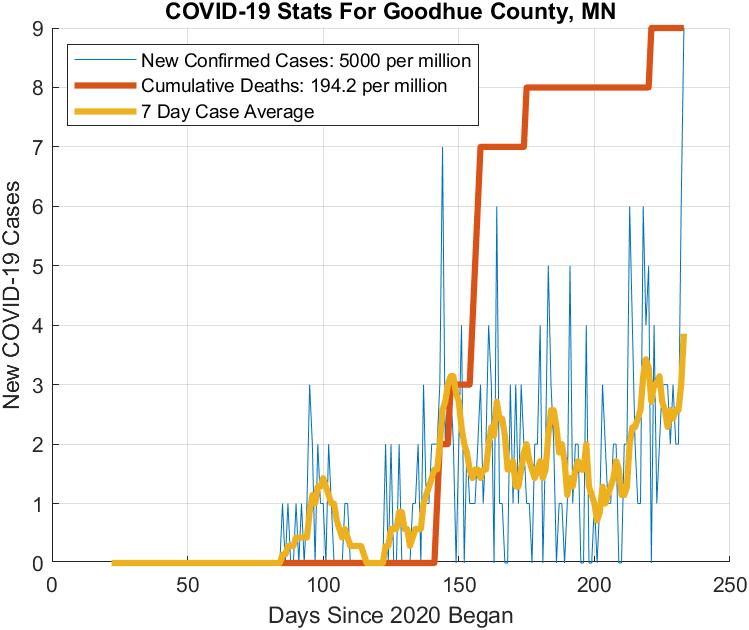 COVID-19 Stats For Goodhue County, MN
New Confirmed Cases: 5000 per million
Cumulative Deaths: 194.2 per million
7 Day Case Average
New COVID-19 Cases
9
8
7
6
5
4
3
2
1
0
0 50 100 150 200 250
Days Since 2020 Began